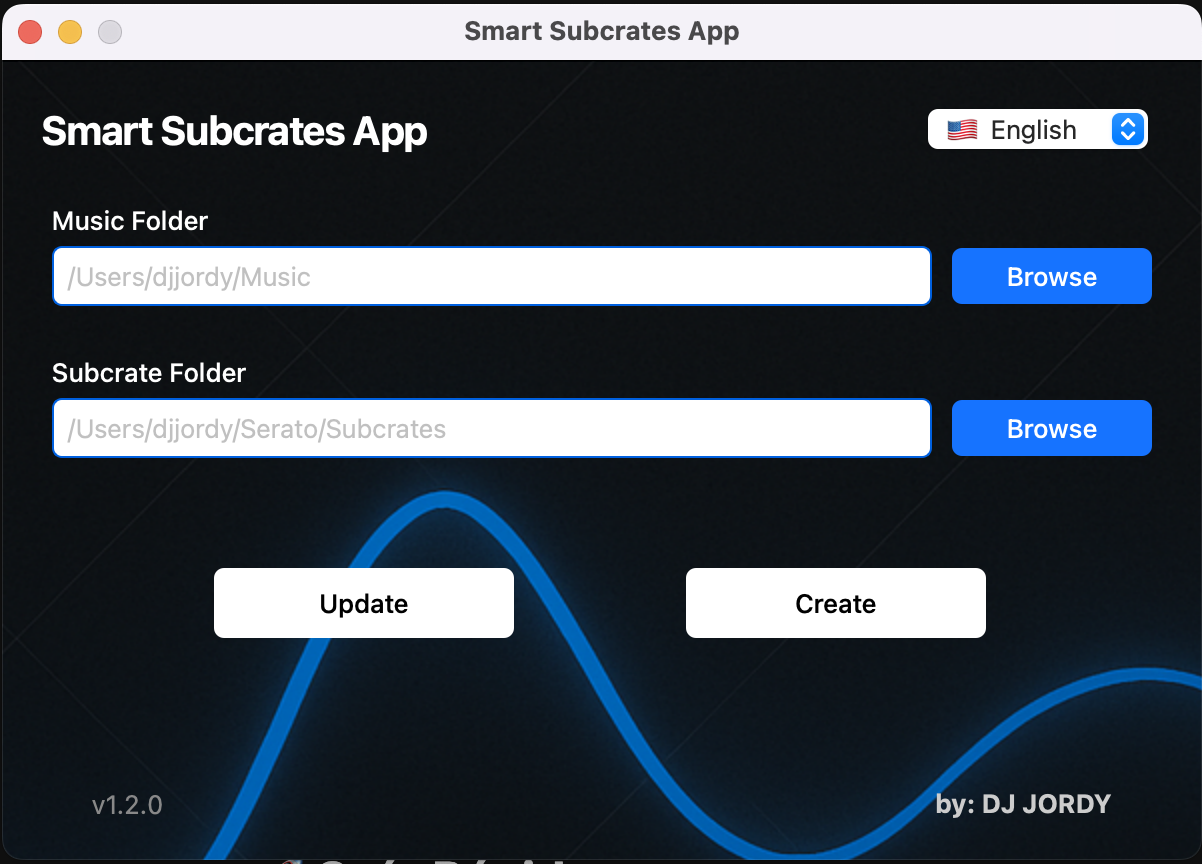 Smart Subcrates App
Smart Subcrates App
English
Music Folder
/Users/djjordy/Music
Browse
Subcrate Folder
/Users/djjordy/Serato/Subcrates
Browse
Update
Create
v1.2.0
by: DJ JORDY